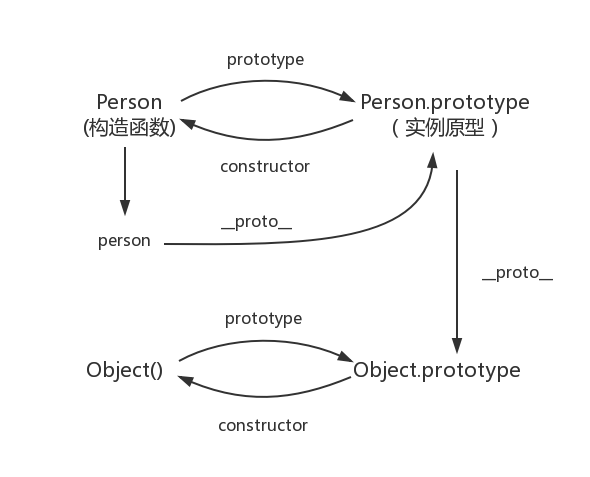 prototype
Person
(构造函数)
Person.prototype
( 实例原型 )
constructor
__proto__
person
__proto__
prototype
Object()
Object.prototype
constructor